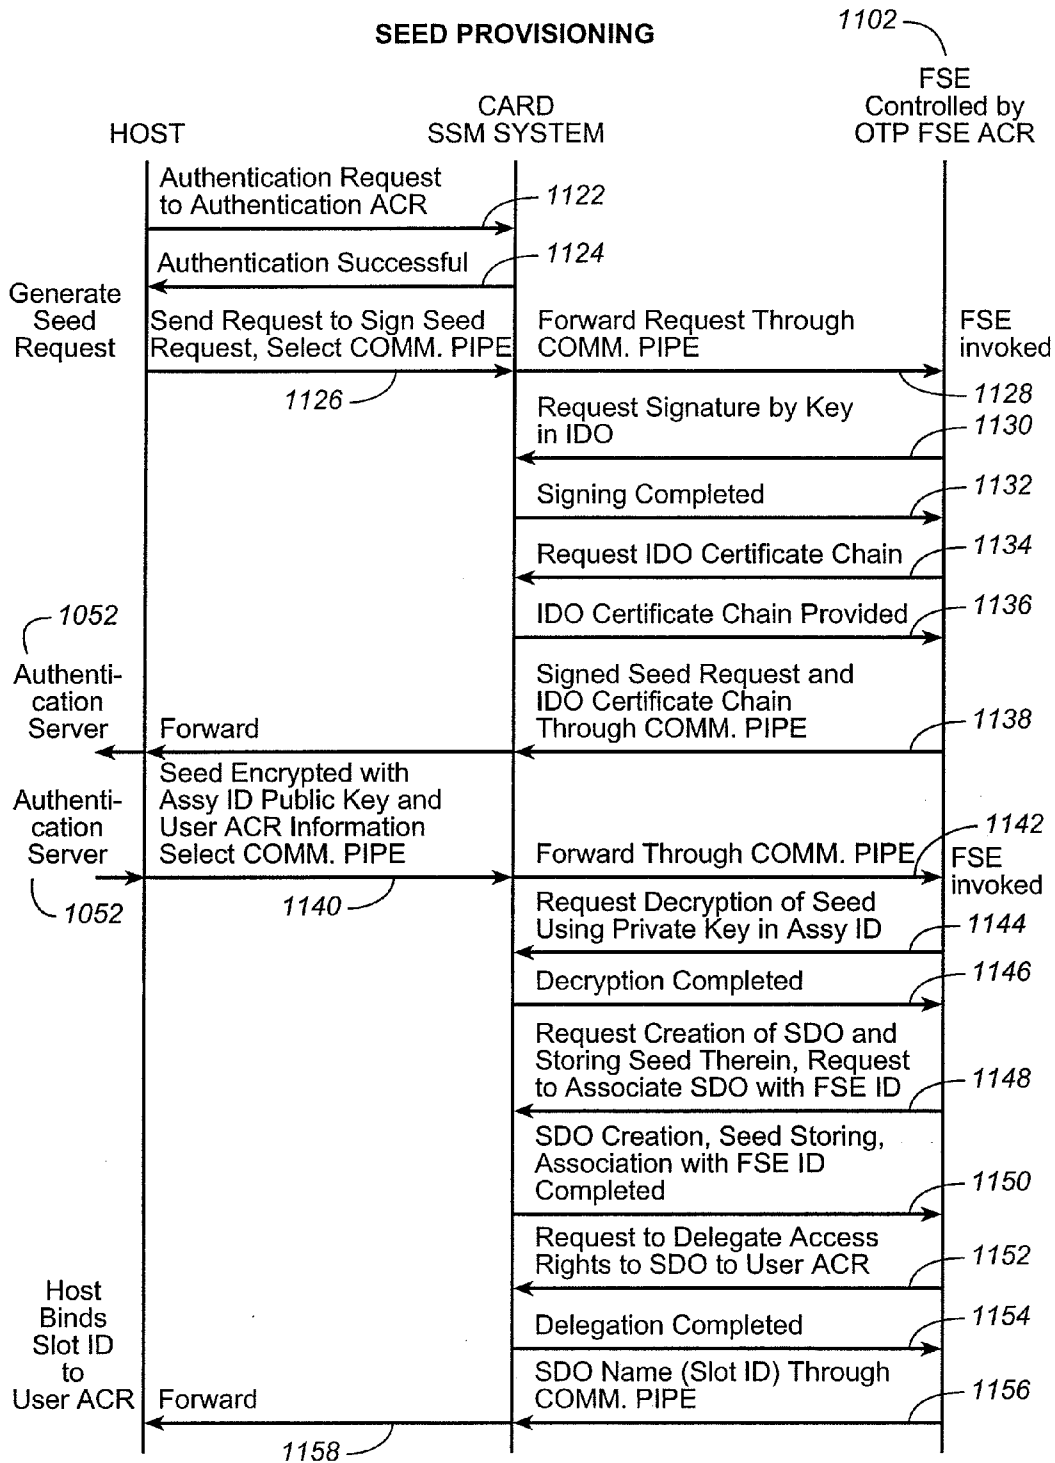 SEED PROVISIONING
1102
FSE
Controlled by
OTP FSE ACR
CARD
SSM SYSTEM
HOST
Authentication Request
to Authentication ACR
1122
Authentication Successful
1124
Generate
Seed
Request
Send Request to Sign Seed
Request, Select COMM. PIPE
1126
Forward Request Through
COMM. PIPE
FSE
invoked
1128
Request Signature by Key
in IDO
1130
Signing Completed
1132
Request IDO Certificate Chain
1134
IDO Certificate Chain Provided
1136
1052
Authenti-
cation
Server
Signed Seed Request and
IDO Certificate Chain
Through COMM. PIPE
1138
Forward
Authenti-
cation
Server
1052
Seed Encrypted with
Assy ID Public Key and
User ACR Information
Select COMM. PIPE
1140
Forward Through COMM. PIPE
1142
FSE
invoked
Request Decryption of Seed
Using Private Key in Assy ID
1144
Decryption Completed
1146
Request Creation of SDO and
Storing Seed Therein, Request
to Associate SDO with FSE ID
1148
SDO Creation, Seed Storing,
Association with FSE ID
Completed
1150
Request to Delegate Access
Rights to SDO to User ACR
1152
Delegation Completed
1154
Host
Binds
Slot ID
to
User ACR
SDO Name (Slot ID) Through
COMM. PIPE
1156
Forward
1158